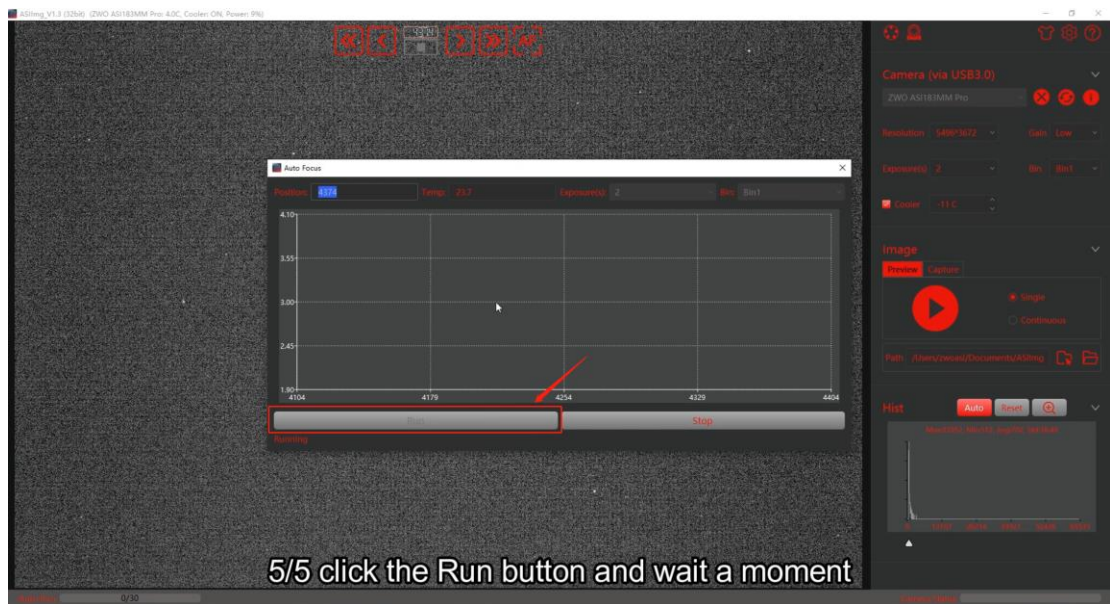 ASIImg_V1.3 (32bit) (ZWO ASI183MM Pro: 4.0C, Cooler: ON, Power: 9%)
AF
Camera (via USB3.0)
ZWO ASI183MM Pro
Resolution 5496*3672 Gain Low
Exposure(s) 2 Bin Bin1
Cooler -11 C
Image
Preview Capture
Single
Continuous
Path: /Users/zwoasi/Documents/ASIImg
Hist Auto Reset
Auto Focus
Position: 4374 Temp: 23.7 Exposure(s): 2 Bin: Bin1
4.10
3.55
3.00
2.45
1.90
4104 4179 4254 4329 4404
Run Stop
Running
5/5 click the Run button and wait a moment
0/30